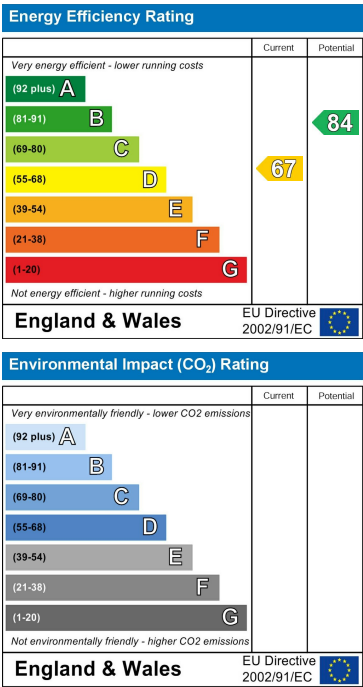 Energy Efficiency Rating
Current Potential
Very energy efficient - lower running costs
(92 plus) A
(81-91) B
84
(69-80) C
67
(55-68) D
(39-54) E
(21-38) F
(1-20) G
Not energy efficient - higher running costs
England & Wales EU Directive
2002/91/EC
Environmental Impact (CO2) Rating
Current Potential
Very environmentally friendly - lower CO2 emissions
(92 plus) A
(81-91) B
(69-80) C
(55-68) D
(39-54) E
(21-38) F
(1-20) G
Not environmentally friendly - higher CO2 emissions
England & Wales EU Directive
2002/91/EC